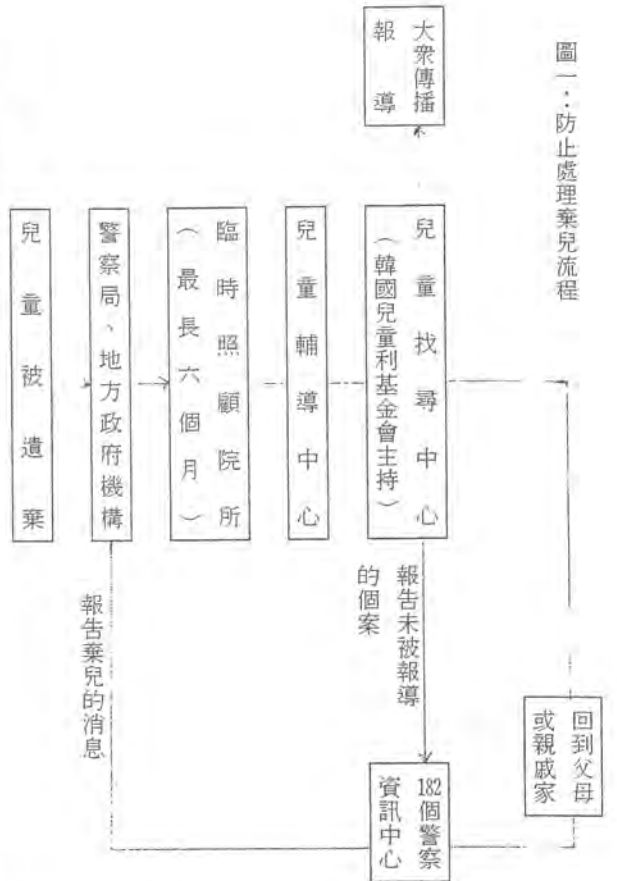 圖一：防止處理棄兒流程
大衆傳播
報導
兒童找尋中心
（韓國兒童利基金會主持）
兒童輔導中心
臨時照顧院所
（最長六個月）
警察局、地方政府機構
兒童被遺棄
報告未被報導
的個案
報告棄兒的消息
回到父母
或親戚家
182個警察
資訊中心